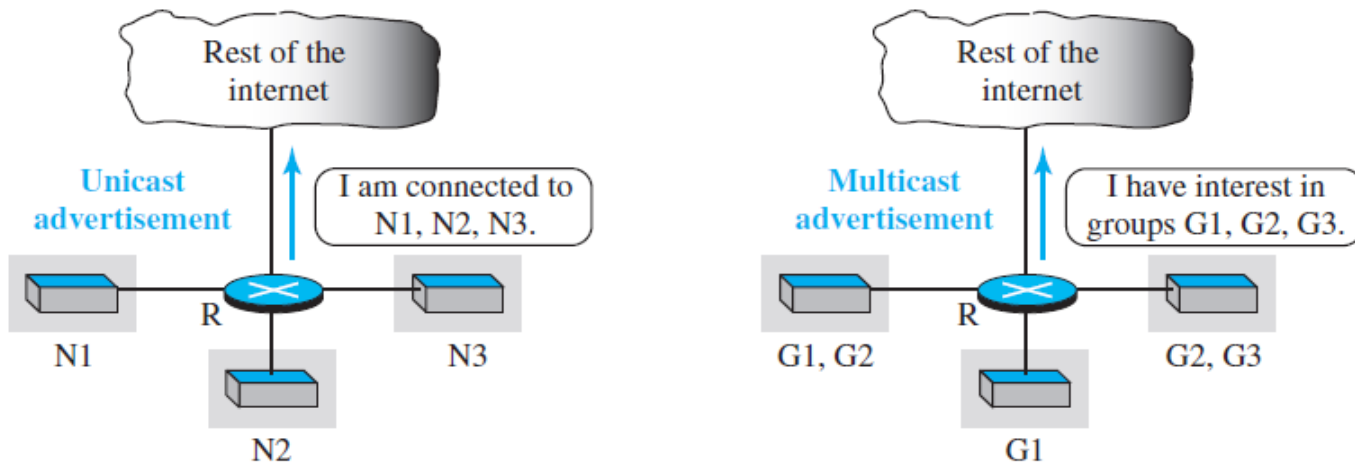 Rest of the
internet
Unicast
advertisement
I am connected to
N1, N2, N3.
R
N1
N2
N3
Rest of the
internet
Multicast
advertisement
I have interest in
groups G1, G2, G3.
R
G1, G2
G1
G2, G3